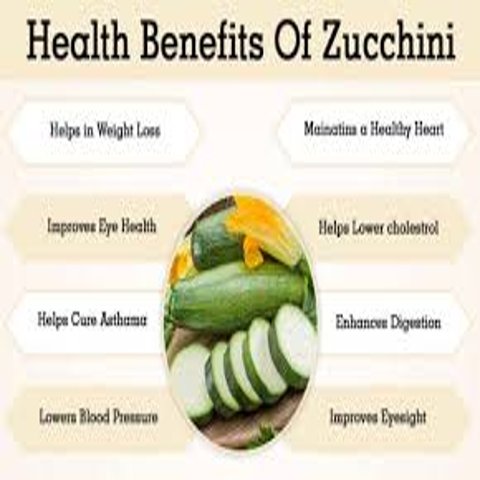 Health Benefits Of Zucchini
Helps in Weight Loss
Mainatins a Healthy Heart
Improves Eye Health
Helps Lower cholestrol
Helps Cure Asthama
Enhances Digestion
Lowers Blood Pressure
Improves Eyesight